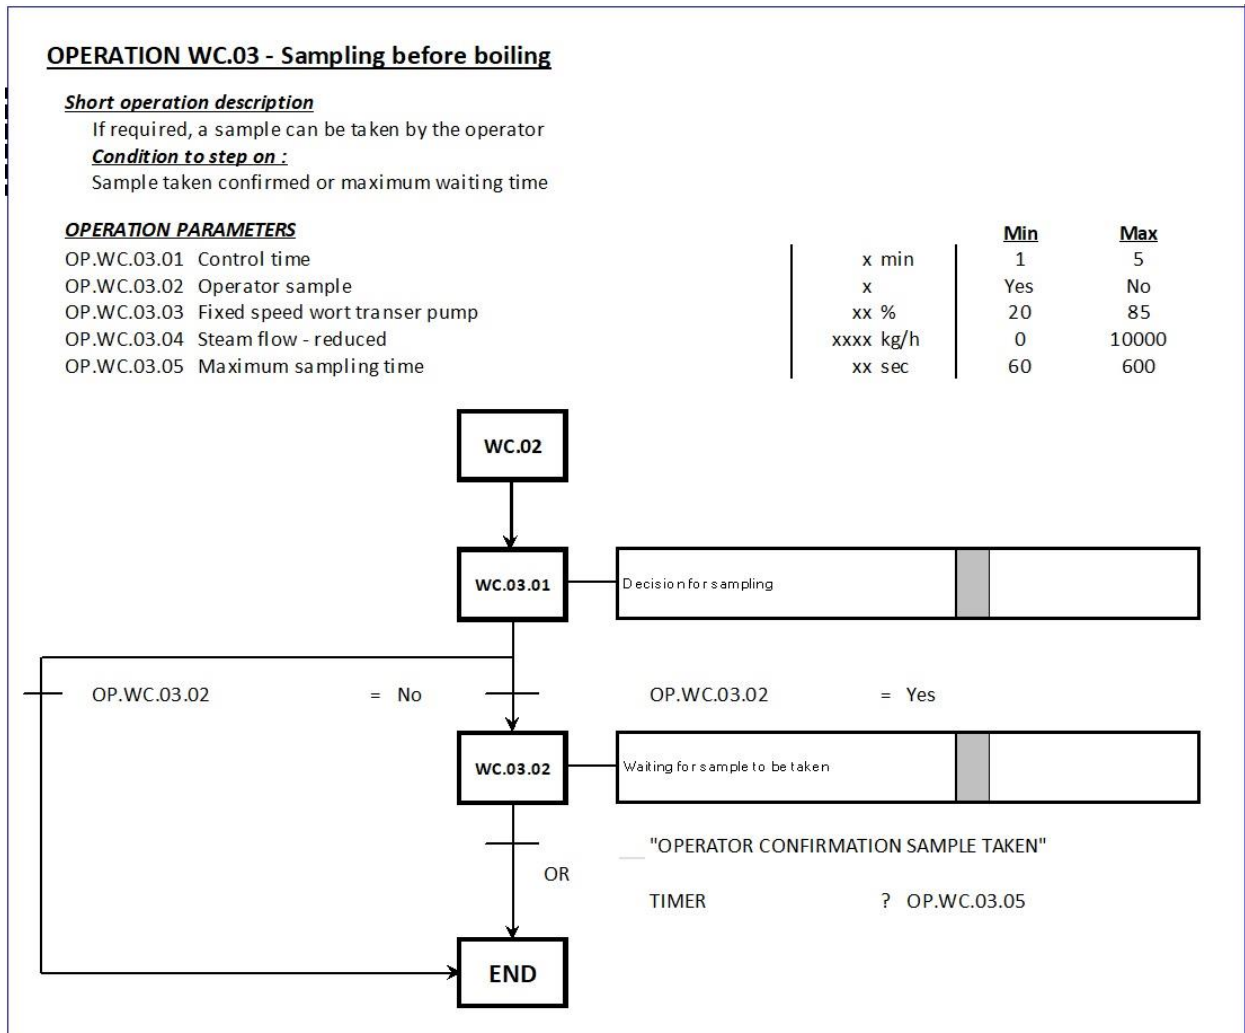 OPERATION WC.03 - Sampling before boiling
Short operation description
If required, a sample can be taken by the operator
Condition to step on :
Sample taken confirmed or maximum waiting time
OPERATION PARAMETERS Min Max
OP.WC.03.01 Control time x min 1 5
OP.WC.03.02 Operator sample x Yes No
OP.WC.03.03 Fixed speed wort transer pump xx % 20 85
OP.WC.03.04 Steam flow - reduced xxxx kg/h 0 10000
OP.WC.03.05 Maximum sampling time xx sec 60 600
WC.02
WC.03.01 Decision for sampling
OP.WC.03.02 = No OP.WC.03.02 = Yes
WC.03.02 Waiting for sample to be taken
"OPERATOR CONFIRMATION SAMPLE TAKEN"
OR
TIMER ? OP.WC.03.05
END